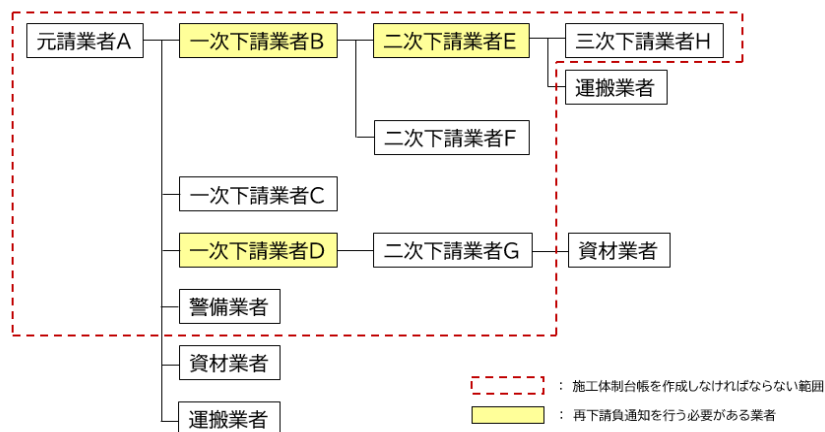 元請業者A
一次下請業者B
二次下請業者E
三次下請業者H
運搬業者
二次下請業者F
一次下請業者C
一次下請業者D
二次下請業者G
資材業者
警備業者
資材業者
運搬業者
： 施工体制台帳を作成しなければならない範囲
： 再下請負通知を行う必要がある業者